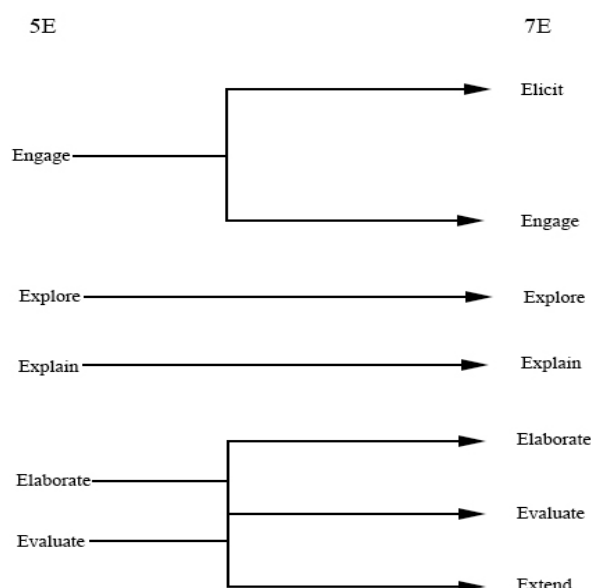 5E 7E
Elicit
Engage
Engage
Explore Explore
Explain Explain
Elaborate
Elaborate
Evaluate
Evaluate
Extend